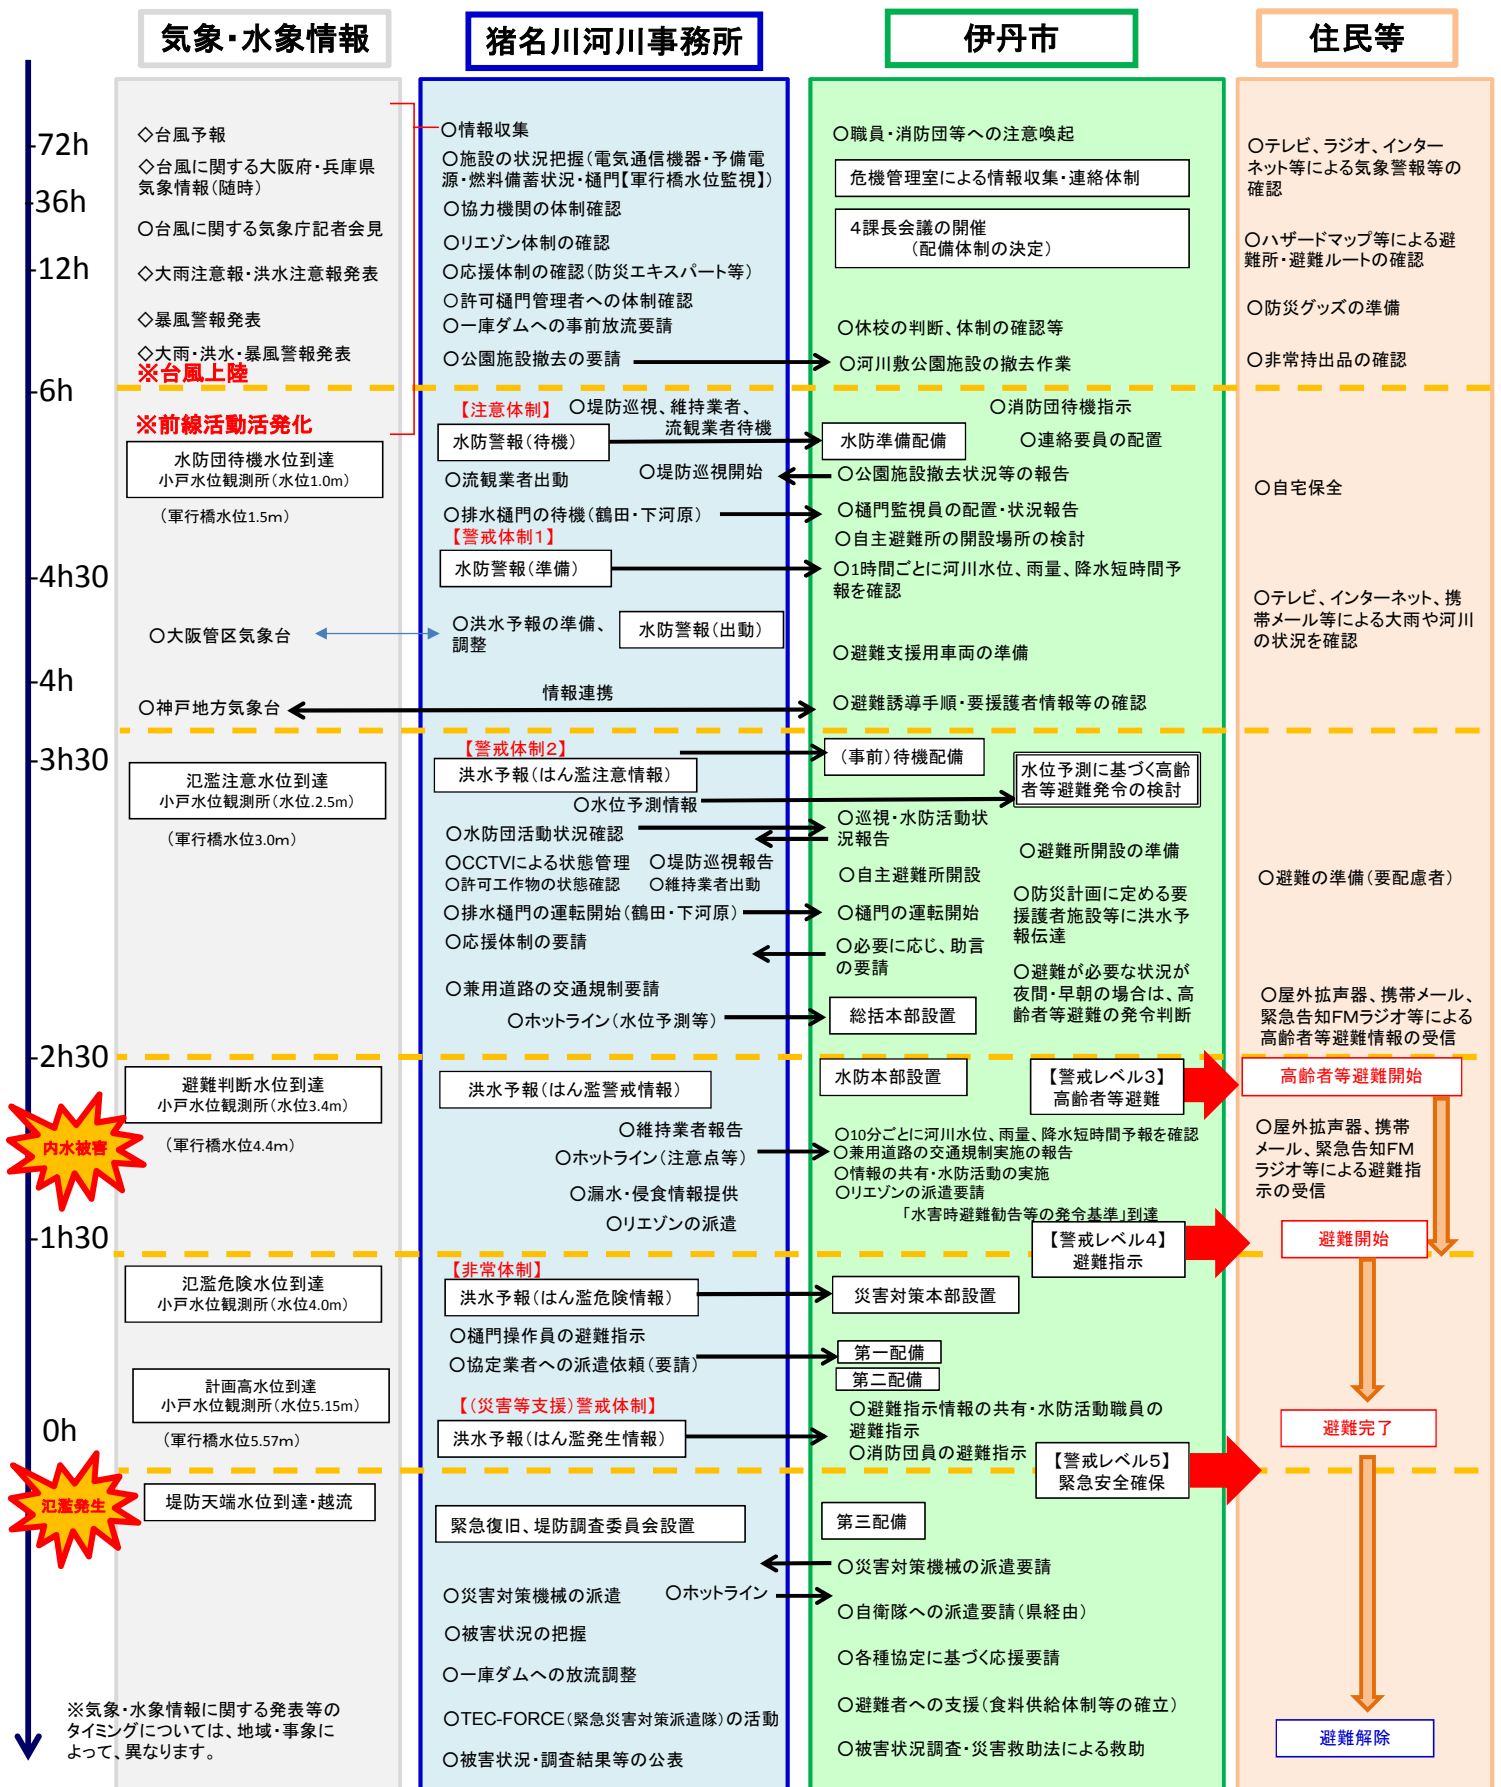 気象・水象情報
猪名川河川事務所
伊丹市
住民等
-72h
-36h
-12h
-6h
-4h30
-4h
-3h30
-2h30
-1h30
0h
◇台風予報
◇台風に関する大阪府・兵庫県
気象情報(随時)
○台風に関する気象庁記者会見
◇大雨注意報・洪水注意報発表
◇暴風警報発表
◇大雨・洪水・暴風警報発表
※台風上陸
※前線活動活発化
水防団待機水位到達
小戸水位観測所(水位1.0m)
(軍行橋水位1.5m)
○大阪管区気象台
○神戸地方気象台
氾濫注意水位到達
小戸水位観測所(水位.2.5m)
(軍行橋水位3.0m)
避難判断水位到達
小戸水位観測所(水位3.4m)
内水被害
(軍行橋水位4.4m)
氾濫危険水位到達
小戸水位観測所(水位4.0m)
計画高水位到達
小戸水位観測所(水位5.15m)
(軍行橋水位5.57m)
氾濫発生
堤防天端水位到達・越流
※気象・水象情報に関する発表等の
タイミングについては、地域・事象に
よって、異なります。
○情報収集
○施設の状況把握(電気通信機器・予備電
源・燃料備蓄状況・樋門【軍行橋水位監視】)
○協力機関の体制確認
○リエゾン体制の確認
○応援体制の確認(防災エキスパート等)
○許可樋門管理者への体制確認
○一庫ダムへの事前放流要請
○公園施設撤去の要請
【注意体制】
○堤防巡視、維持業者、
流観業者待機
水防警報(待機)
○流観業者出動
○堤防巡視開始
○排水樋門の待機(鶴田・下河原)
【警戒体制1】
水防警報(準備)
○洪水予報の準備、
調整
水防警報(出動)
情報連携
【警戒体制2】
洪水予報(はん濫注意情報)
○水位予測情報
○水防団活動状況確認
○CCTVによる状態管理
○堤防巡視報告
○許可工作物の状態確認
○維持業者出動
○排水樋門の運転開始(鶴田・下河原)
○応援体制の要請
○兼用道路の交通規制要請
○ホットライン(水位予測等)
洪水予報(はん濫警戒情報)
○維持業者報告
○ホットライン(注意点等)
○漏水・侵食情報提供
○リエゾンの派遣
【非常体制】
洪水予報(はん濫危険情報)
○樋門操作員の避難指示
○協定業者への派遣依頼(要請)
【(災害等支援)警戒体制】
洪水予報(はん濫発生情報)
緊急復旧、堤防調査委員会設置
○災害対策機械の派遣
○ホットライン
○被害状況の把握
○一庫ダムへの放流調整
○TEC-FORCE(緊急災害対策派遣隊)の活動
○被害状況・調査結果等の公表
○職員・消防団等への注意喚起
危機管理室による情報収集・連絡体制
4課長会議の開催
(配備体制の決定)
○休校の判断、体制の確認等
○河川敷公園施設の撤去作業
○消防団待機指示
水防準備配備
○連絡要員の配置
○公園施設撤去状況等の報告
○樋門監視員の配置・状況報告
○自主避難所の開設場所の検討
○1時間ごとに河川水位、雨量、降水短時間予
報を確認
○避難支援用車両の準備
○避難誘導手順・要援護者情報等の確認
(事前)待機配備
水位予測に基づく高齢
者等避難発令の検討
○巡視・水防活動状
況報告
○避難所開設の準備
○自主避難所開設
○防災計画に定める要
援護者施設等に洪水予
報伝達
○樋門の運転開始
○必要に応じ、助言
の要請
○避難が必要な状況が
夜間・早朝の場合は、高
齢者等避難の発令判断
総括本部設置
水防本部設置
【警戒レベル3】
高齢者等避難
○10分ごとに河川水位、雨量、降水短時間予報を確認
○兼用道路の交通規制実施の報告
○情報の共有・水防活動の実施
○リエゾンの派遣要請
「水害時避難勧告等の発令基準」到達
【警戒レベル4】
避難指示
災害対策本部設置
第一配備
第二配備
○避難指示情報の共有・水防活動職員の
避難指示
○消防団員の避難指示
【警戒レベル5】
緊急安全確保
第三配備
○災害対策機械の派遣要請
○自衛隊への派遣要請(県経由)
○各種協定に基づく応援要請
○避難者への支援(食料供給体制等の確立)
○被害状況調査・災害救助法による救助
○テレビ、ラジオ、インター
ネット等による気象警報等の
確認
○ハザードマップ等による避
難所・避難ルートの確認
○防災グッズの準備
○非常持出品の確認
○自宅保全
○テレビ、インターネット、携
帯メール等による大雨や河川
の状況を確認
○避難の準備(要配慮者)
○屋外拡声器、携帯メール、
緊急告知FMラジオ等による
高齢者等避難情報の受信
高齢者等避難開始
○屋外拡声器、携帯
メール、緊急告知FM
ラジオ等による避難指
示の受信
避難開始
避難完了
避難解除